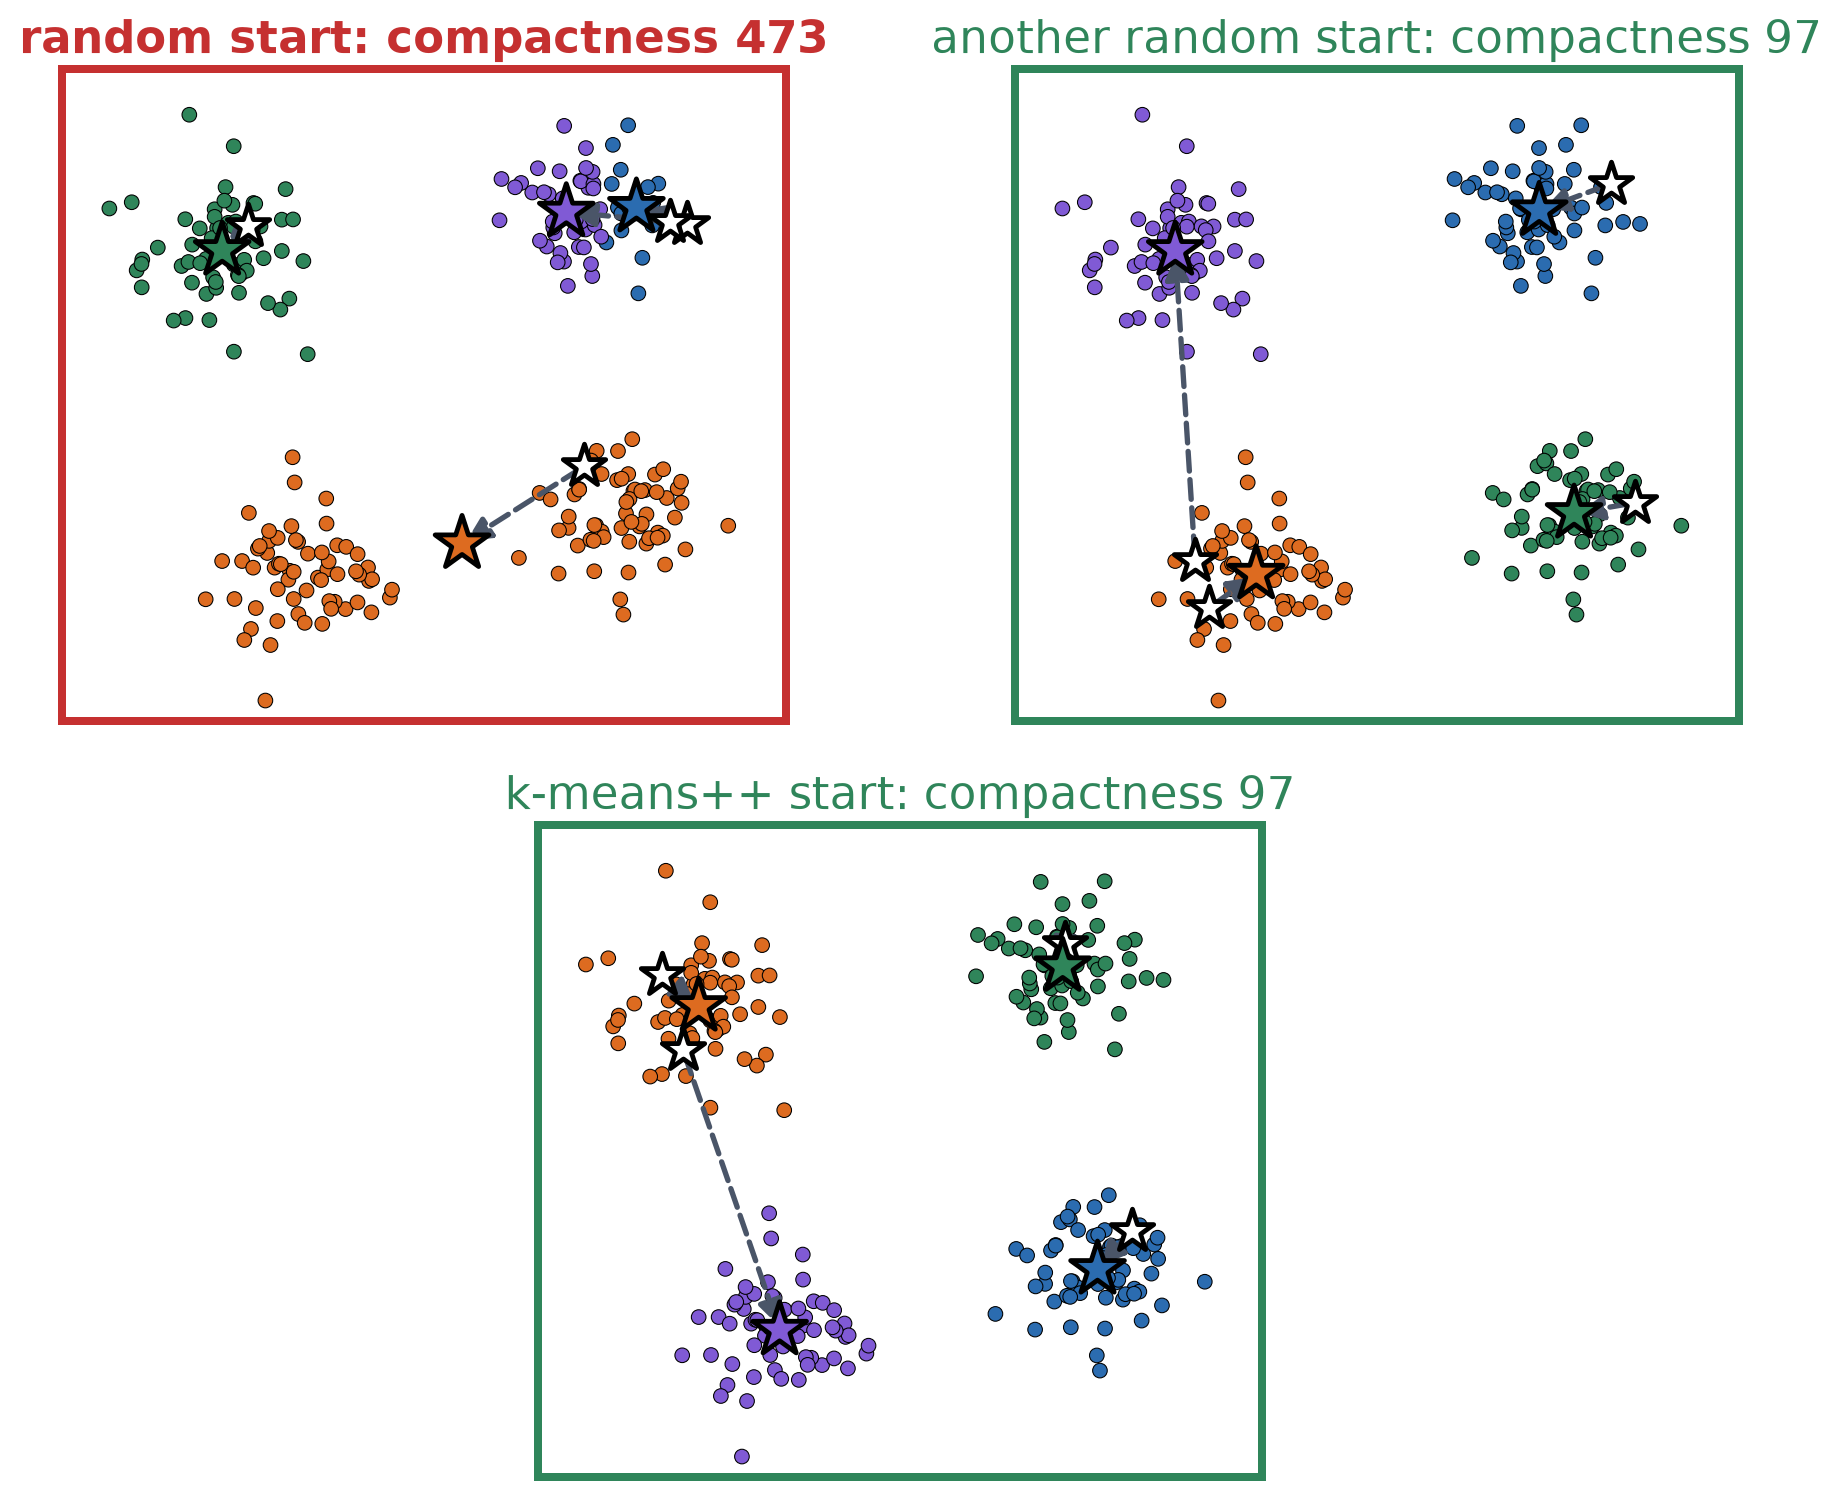 random start: compactness 473
another random start: compactness 97
k-means++ start: compactness 97